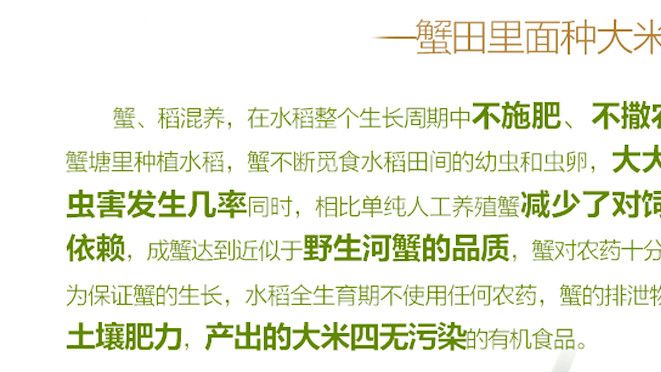 一蟹田里面种大米
蟹、稻混养，在水稻整个生长周期中不施肥、不撒农
蟹塘里种植水稻，蟹不断觅食水稻田间的幼虫和虫卵，大大
虫害发生几率同时，相比单纯人工养殖蟹减少了对饲
依赖，成蟹达到近似于野生河蟹的品质，蟹对农药十分
为保证蟹的生长，水稻全生育期不使用任何农药，蟹的排泄物
土壤肥力，产出的大米四无污染的有机食品。